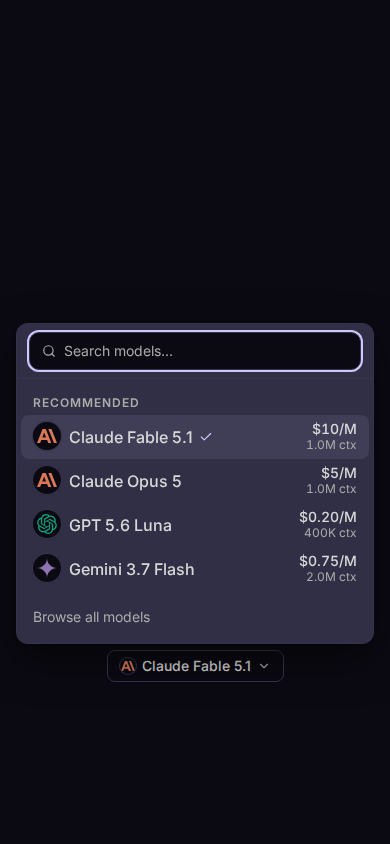 Search models...
RECOMMENDED
Claude Fable 5.1
$10/M
1.0M ctx
Claude Opus 5
$5/M
1.0M ctx
GPT 5.6 Luna
$0.20/M
400K ctx
Gemini 3.7 Flash
$0.75/M
2.0M ctx
Browse all models
Claude Fable 5.1